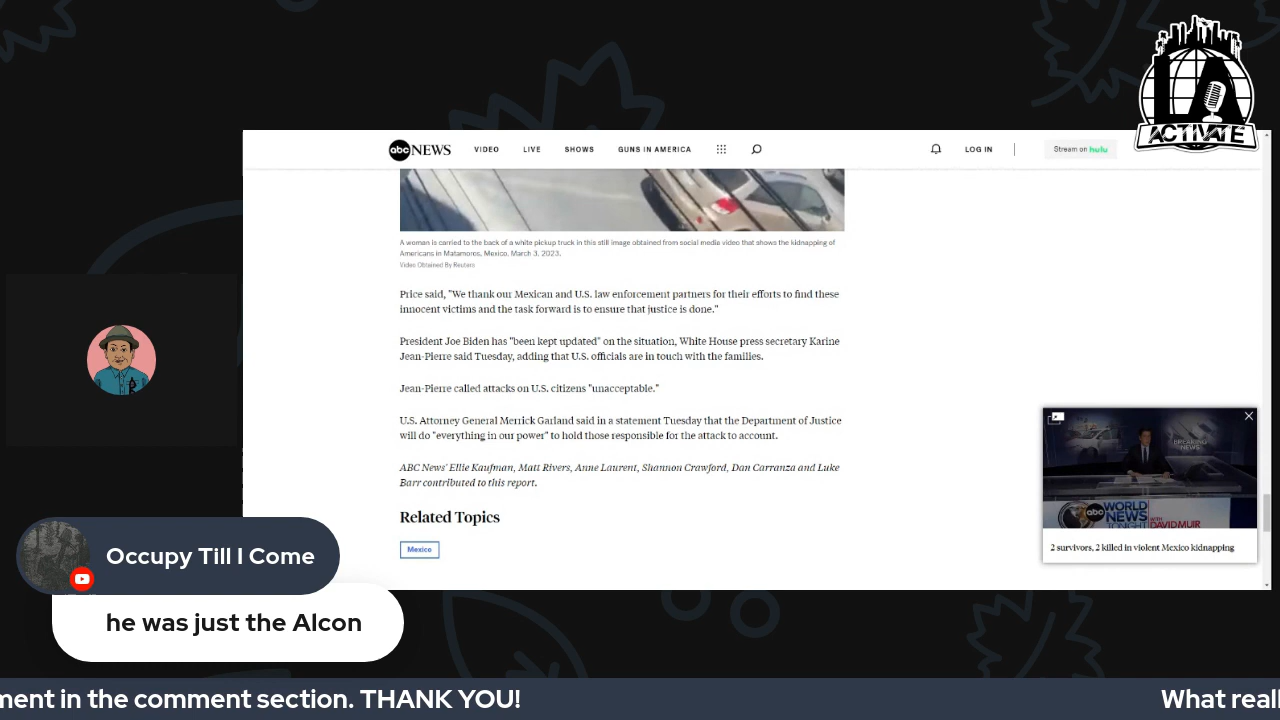 LA
ACTIVATE
abc NEWS VIDEO LIVE SHOWS GUNS IN AMERICA LOG IN Stream on hulu
A woman is carried to the back of a white pickup truck in this still image obtained from social media video that shows the kidnapping of
Americans in Matamoros, Mexico, March 3, 2023.
Video Obtained By Reuters
Price said, "We thank our Mexican and U.S. law enforcement partners for their efforts to find these
innocent victims and the task forward is to ensure that justice is done."
President Joe Biden has "been kept updated" on the situation, White House press secretary Karine
Jean-Pierre said Tuesday, adding that U.S. officials are in touch with the families.
Jean-Pierre called attacks on U.S. citizens "unacceptable."
U.S. Attorney General Merrick Garland said in a statement Tuesday that the Department of Justice
will do "everything in our power" to hold those responsible for the attack to account.
ABC News' Ellie Kaufman, Matt Rivers, Anne Laurent, Shannon Crawford, Dan Carranza and Luke
Barr contributed to this report.
Related Topics
Mexico
BREAKING
NEWS
abc WORLD
NEWS WITH
TONIGHT DAVID MUIR
2 survivors, 2 killed in violent Mexico kidnapping
Occupy Till I Come
he was just the Alcon
ment in the comment section. THANK YOU! What reall